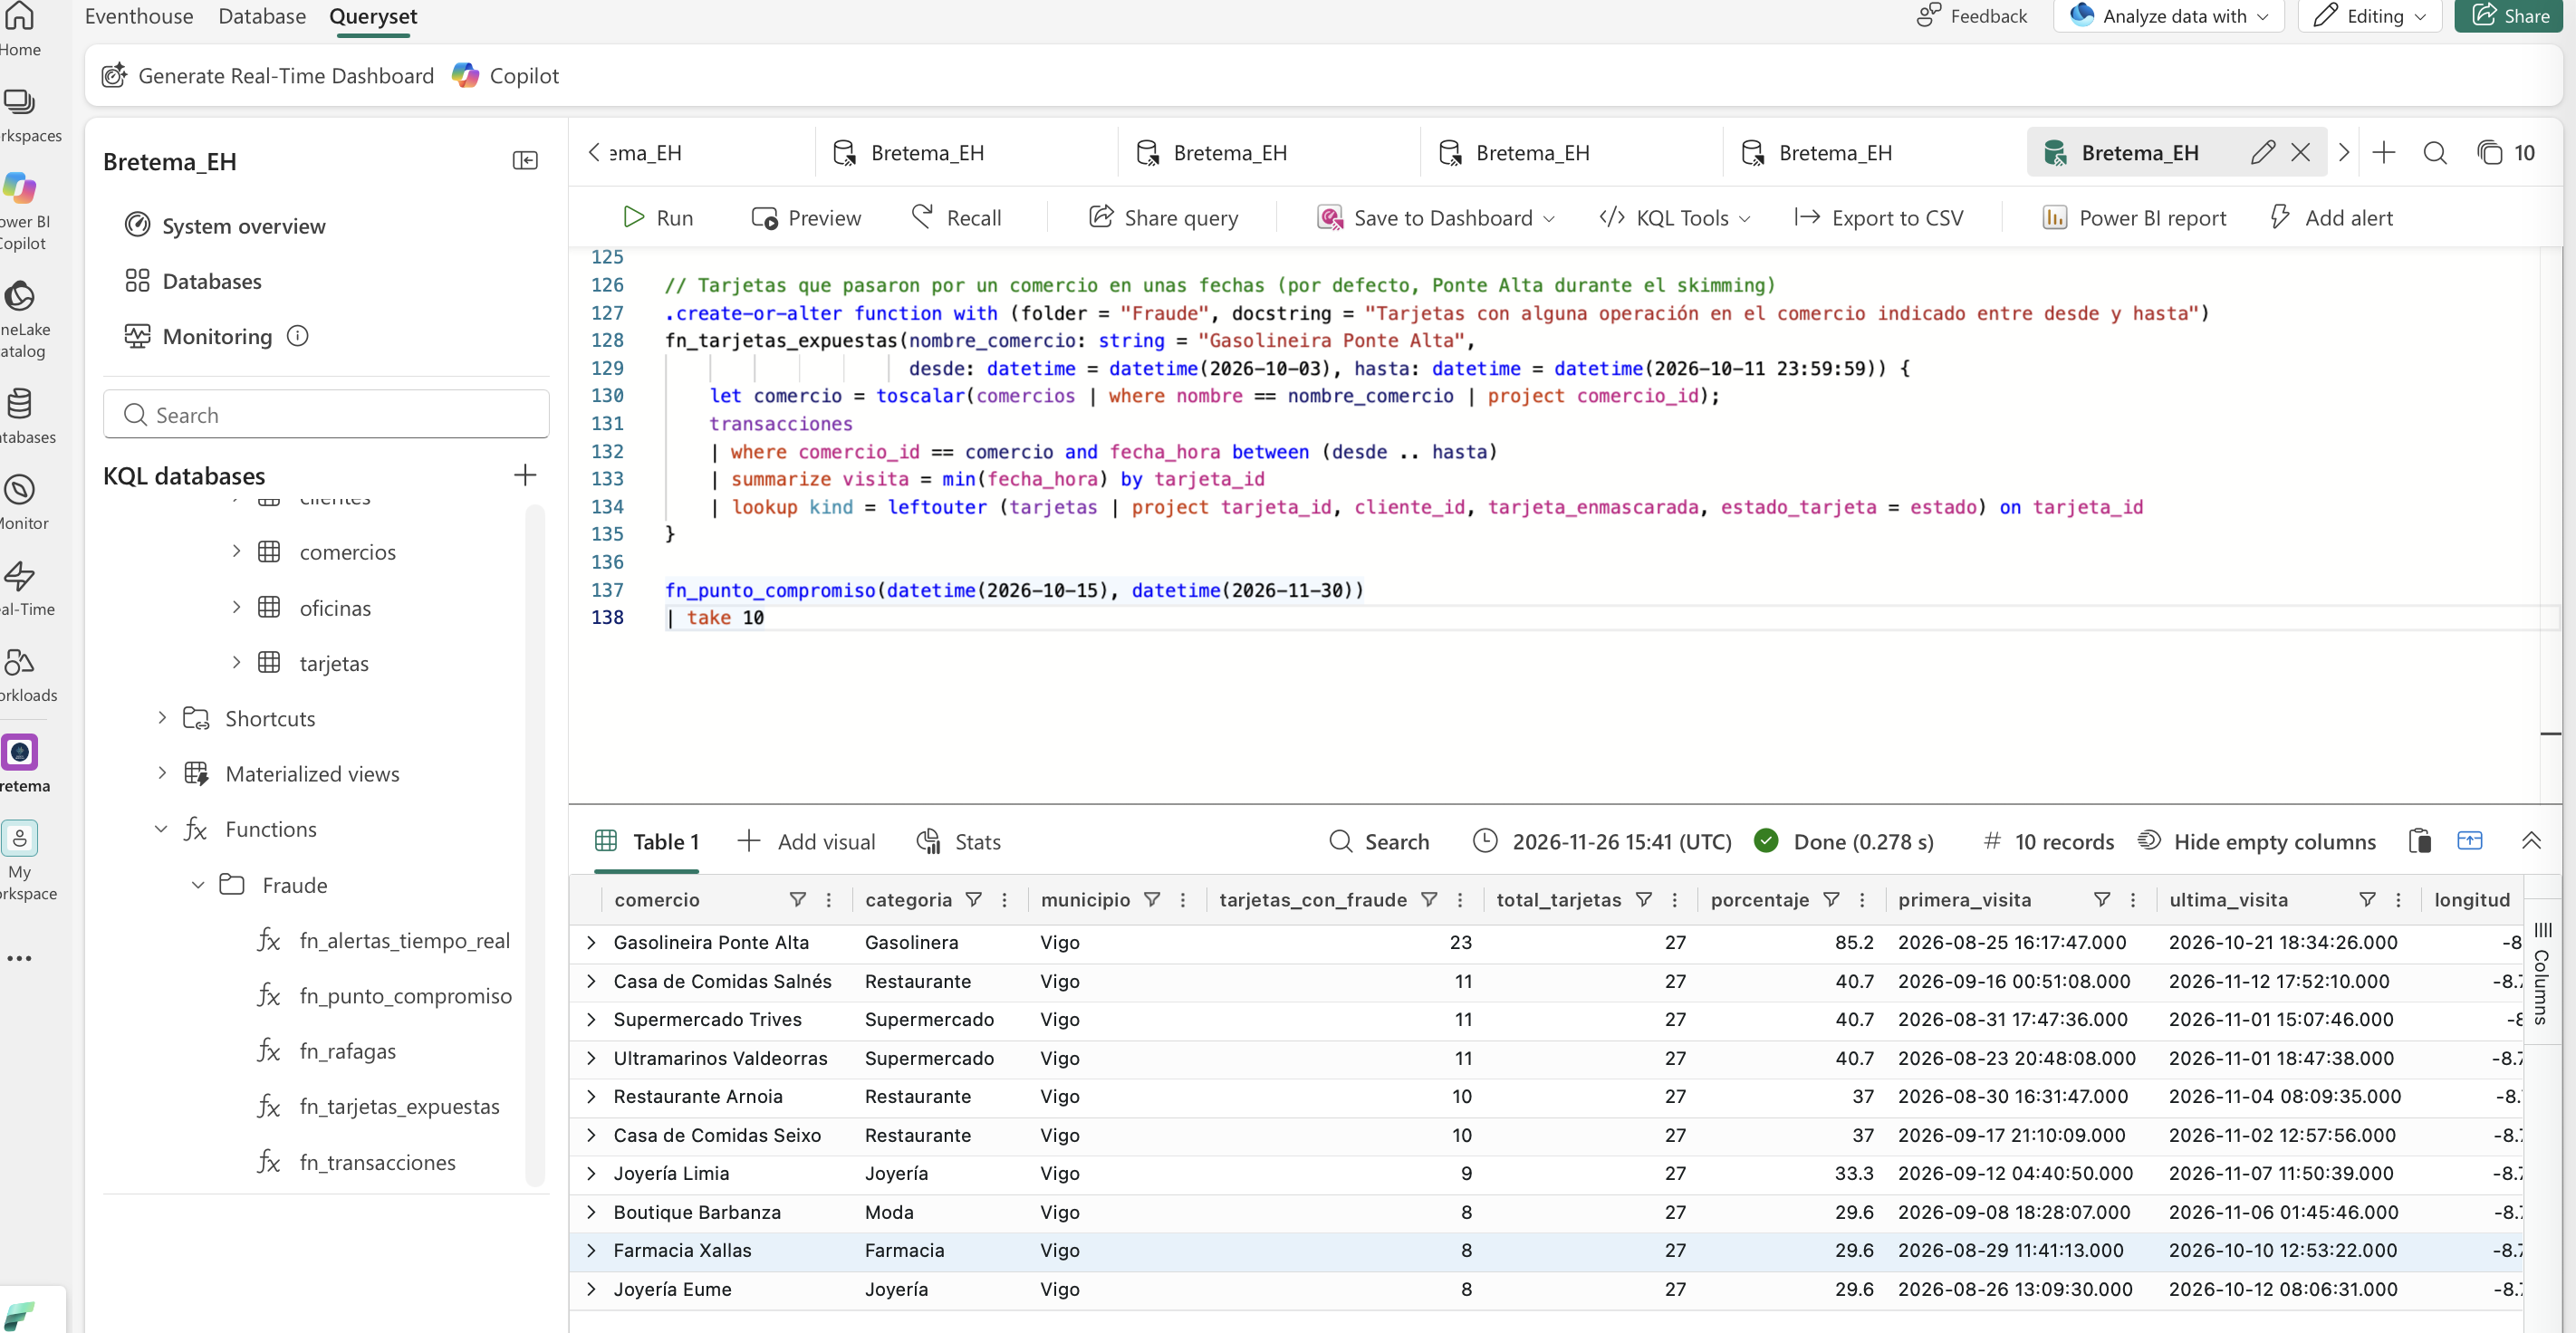 Home
Eventhouse
Database
Queryset
Feedback
Analyze data with
Editing
Share
Generate Real-Time Dashboard
Copilot
rkspaces
ower BI
Copilot
neLake
atalog
tabases
onitor
al-Time
orkloads
retema
My
orkspace
Bretema_EH
System overview
Databases
Monitoring
Search
KQL databases
clientes
comercios
oficinas
tarjetas
Shortcuts
Materialized views
Functions
Fraude
fn_alertas_tiempo_real
fn_punto_compromiso
fn_rafagas
fn_tarjetas_expuestas
fn_transacciones
ema_EH
Bretema_EH
Bretema_EH
Bretema_EH
Bretema_EH
Bretema_EH
10
Run
Preview
Recall
Share query
Save to Dashboard
KQL Tools
Export to CSV
Power BI report
Add alert
125
126 // Tarjetas que pasaron por un comercio en unas fechas (por defecto, Ponte Alta durante el skimming)
127 .create-or-alter function with (folder = "Fraude", docstring = "Tarjetas con alguna operación en el comercio indicado entre desde y hasta")
128 fn_tarjetas_expuestas(nombre_comercio: string = "Gasolineira Ponte Alta",
129 desde: datetime = datetime(2026-10-03), hasta: datetime = datetime(2026-10-11 23:59:59)) {
130 let comercio = toscalar(comercios | where nombre == nombre_comercio | project comercio_id);
131 transacciones
132 | where comercio_id == comercio and fecha_hora between (desde .. hasta)
133 | summarize visita = min(fecha_hora) by tarjeta_id
134 | lookup kind = leftouter (tarjetas | project tarjeta_id, cliente_id, tarjeta_enmascarada, estado_tarjeta = estado) on tarjeta_id
135 }
136
137 fn_punto_compromiso(datetime(2026-10-15), datetime(2026-11-30))
138 | take 10
Table 1
Add visual
Stats
Search
2026-11-26 15:41 (UTC)
Done (0.278 s)
# 10 records
Hide empty columns
comercio categoria municipio tarjetas_con_fraude total_tarjetas porcentaje primera_visita ultima_visita longitud
Gasolineira Ponte Alta Gasolinera Vigo 23 27 85.2 2026-08-25 16:17:47.000 2026-10-21 18:34:26.000 -8
Casa de Comidas Salnés Restaurante Vigo 11 27 40.7 2026-09-16 00:51:08.000 2026-11-12 17:52:10.000 -8.7
Supermercado Trives Supermercado Vigo 11 27 40.7 2026-08-31 17:47:36.000 2026-11-01 15:07:46.000 -8
Ultramarinos Valdeorras Supermercado Vigo 11 27 40.7 2026-08-23 20:48:08.000 2026-11-01 18:47:38.000 -8.7
Restaurante Arnoia Restaurante Vigo 10 27 37 2026-08-30 16:31:47.000 2026-11-04 08:09:35.000 -8.
Casa de Comidas Seixo Restaurante Vigo 10 27 37 2026-09-17 21:10:09.000 2026-11-02 12:57:56.000 -8.
Joyería Limia Joyería Vigo 9 27 33.3 2026-09-12 04:40:50.000 2026-11-07 11:50:39.000 -8.
Boutique Barbanza Moda Vigo 8 27 29.6 2026-09-08 18:28:07.000 2026-11-06 01:45:46.000 -8.
Farmacia Xallas Farmacia Vigo 8 27 29.6 2026-08-29 11:41:13.000 2026-10-10 12:53:22.000 -8.7
Joyería Eume Joyería Vigo 8 27 29.6 2026-08-26 13:09:30.000 2026-10-12 08:06:31.000 -8.
Columns